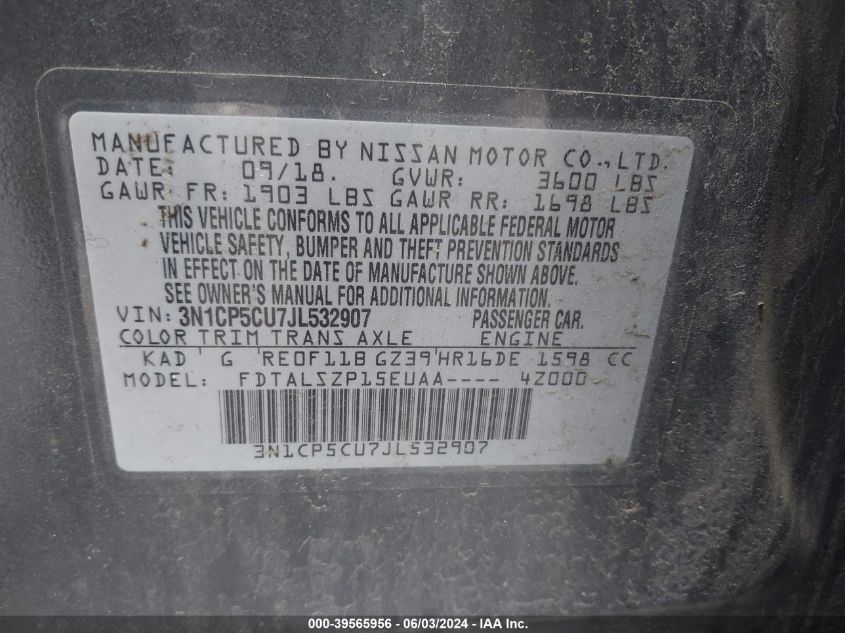 MANUFACTURED BY NISSAN MOTOR CO., LTD.
DATE: 09/18. GVWR: 3600 LBS
GAWR FR: 1903 LBS GAWR RR: 1698 LBS
THIS VEHICLE CONFORMS TO ALL APPLICABLE FEDERAL MOTOR
VEHICLE SAFETY, BUMPER AND THEFT PREVENTION STANDARDS
IN EFFECT ON THE DATE OF MANUFACTURE SHOWN ABOVE.
SEE OWNER'S MANUAL FOR ADDITIONAL INFORMATION.
VIN: 3N1CP5CU7JL532907 PASSENGER CAR.
COLOR TRIM TRANS AXLE ENGINE
KAD G RE0F11B GZ39 HR16DE 1598 CC
MODEL: FDTALSZP15EUAA---- 4Z000
3N1CP5CU7JL532907
000-39565956 - 06/03/2024 - IAA Inc.